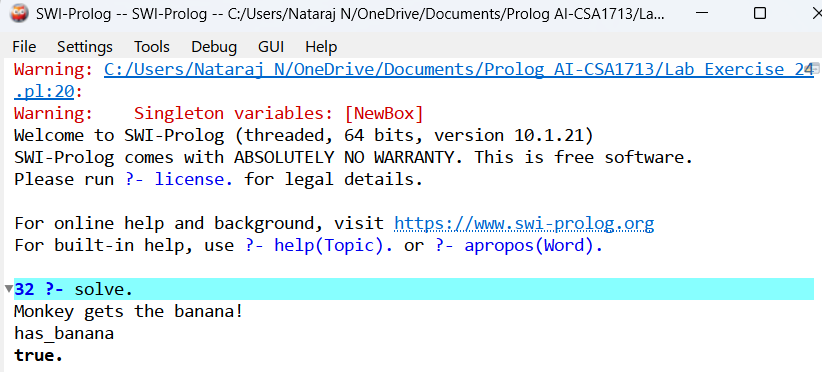 SWI-Prolog -- SWI-Prolog -- C:/Users/Nataraj N/OneDrive/Documents/Prolog AI-CSA1713/La...
File Settings Tools Debug GUI Help
Warning: C:/Users/Nataraj N/OneDrive/Documents/Prolog AI-CSA1713/Lab Exercise 24
.pl:20:
Warning:    Singleton variables: [NewBox]
Welcome to SWI-Prolog (threaded, 64 bits, version 10.1.21)
SWI-Prolog comes with ABSOLUTELY NO WARRANTY. This is free software.
Please run ?- license. for legal details.
For online help and background, visit https://www.swi-prolog.org
For built-in help, use ?- help(Topic). or ?- apropos(Word).
32 ?- solve.
Monkey gets the banana!
has_banana
true.